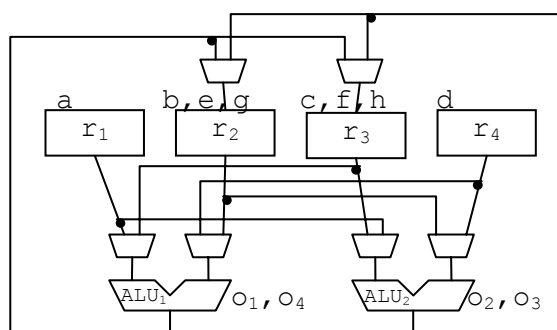 a b,e,g c,f,h d
r₁ r₂ r₃ r₄
ALU₁ o₁,o₄ ALU₂ o₂,o₃